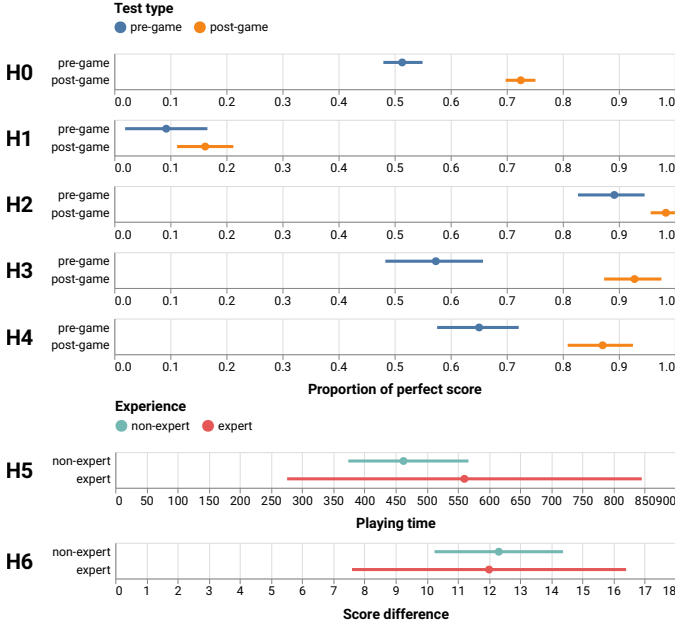 Test type
pre-game post-game
H0
pre-game
post-game
0.0 0.1 0.2 0.3 0.4 0.5 0.6 0.7 0.8 0.9 1.0
H1
pre-game
post-game
0.0 0.1 0.2 0.3 0.4 0.5 0.6 0.7 0.8 0.9 1.0
H2
pre-game
post-game
0.0 0.1 0.2 0.3 0.4 0.5 0.6 0.7 0.8 0.9 1.0
H3
pre-game
post-game
0.0 0.1 0.2 0.3 0.4 0.5 0.6 0.7 0.8 0.9 1.0
H4
pre-game
post-game
0.0 0.1 0.2 0.3 0.4 0.5 0.6 0.7 0.8 0.9 1.0
Proportion of perfect score
Experience
non-expert expert
H5
non-expert
expert
0 50 100 150 200 250 300 350 400 450 500 550 600 650 700 750 800 850 900
Playing time
H6
non-expert
expert
0 1 2 3 4 5 6 7 8 9 10 11 12 13 14 15 16 17 18
Score difference